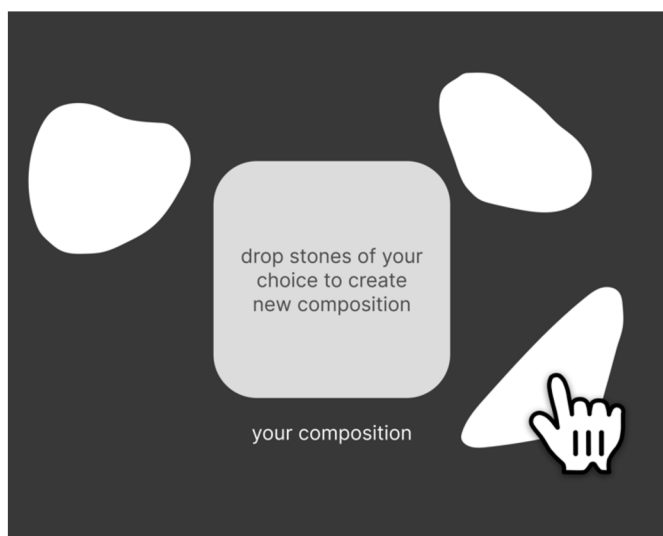 drop stones of your
choice to create
new composition
your composition